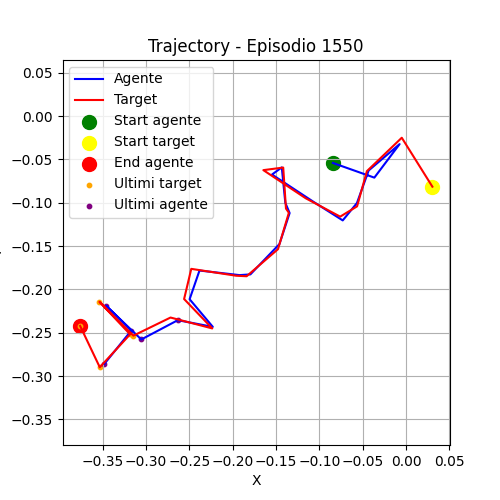 Trajectory - Episodio 1550
Agente
Target
Start agente
Start target
End agente
Ultimi target
Ultimi agente
0.05
0.00
−0.05
−0.10
−0.15
−0.20
−0.25
−0.30
−0.35
−0.35 −0.30 −0.25 −0.20 −0.15 −0.10 −0.05 0.00 0.05
X